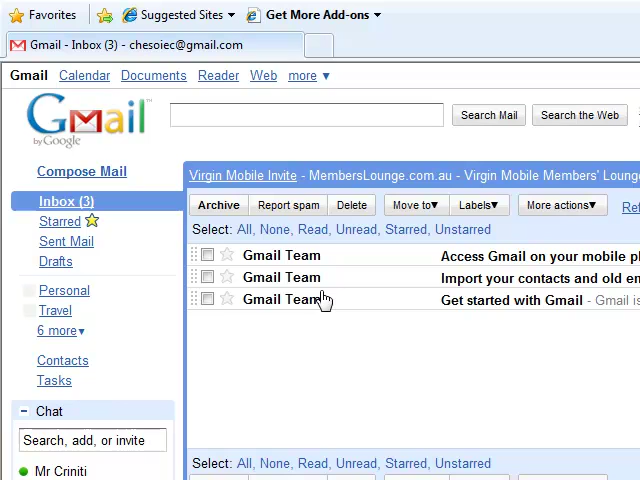 Favorites Suggested Sites Get More Add-ons
Gmail - Inbox (3) - chesoiec@gmail.com
Gmail Calendar Documents Reader Web more ▼
Gmail™
by Google
Search Mail Search the Web
Compose Mail
Virgin Mobile Invite - MembersLounge.com.au - Virgin Mobile Members' Loung
Inbox (3)
Archive Report spam Delete Move to▼ Labels▼ More actions▼ Ref
Starred
Select: All, None, Read, Unread, Starred, Unstarred
Sent Mail
Drafts
Gmail Team Access Gmail on your mobile p
Gmail Team Import your contacts and old em
Gmail Team Get started with Gmail - Gmail is
Personal
Travel
6 more▼
Contacts
Tasks
Chat
Search, add, or invite
Mr Criniti
Select: All, None, Read, Unread, Starred, Unstarred